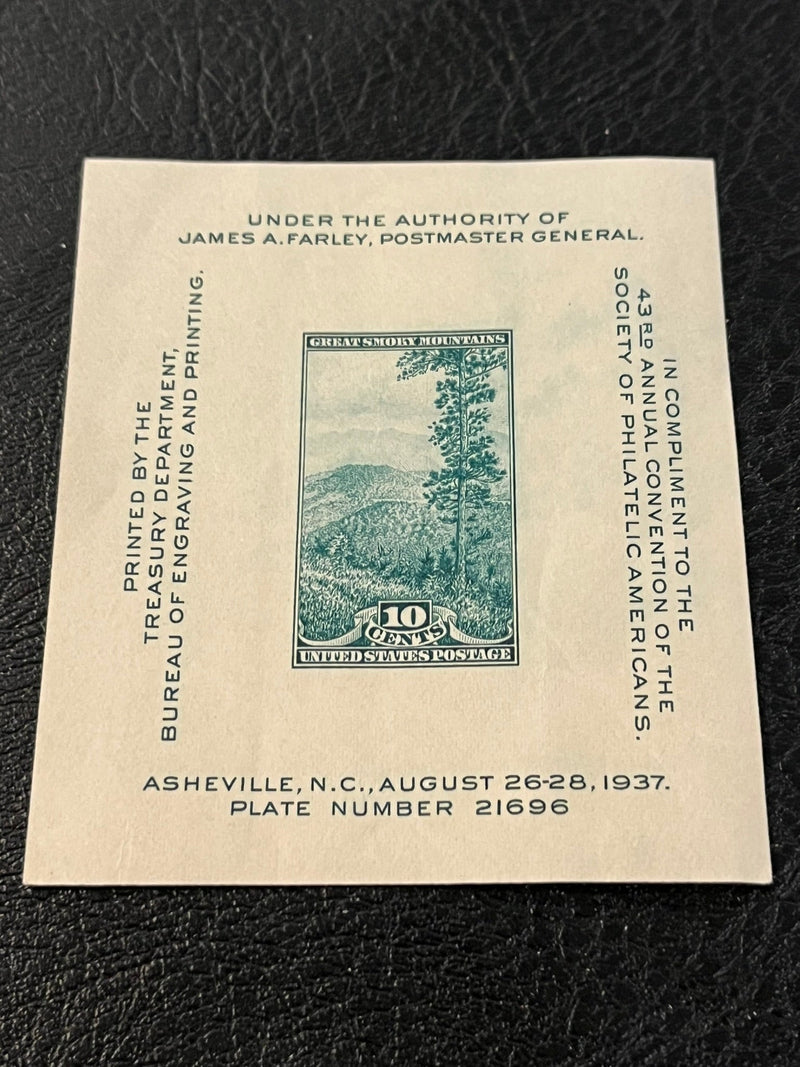 UNDER THE AUTHORITY OF
JAMES A. FARLEY, POSTMASTER GENERAL.
PRINTED BY THE
TREASURY DEPARTMENT,
BUREAU OF ENGRAVING AND PRINTING.
GREAT SMOKY MOUNTAINS
10
CENTS
UNITED STATES POSTAGE
IN COMPLIMENT TO THE
43RD ANNUAL CONVENTION OF THE
SOCIETY OF PHILATELIC AMERICANS.
ASHEVILLE, N.C., AUGUST 26-28, 1937.
PLATE NUMBER 21696